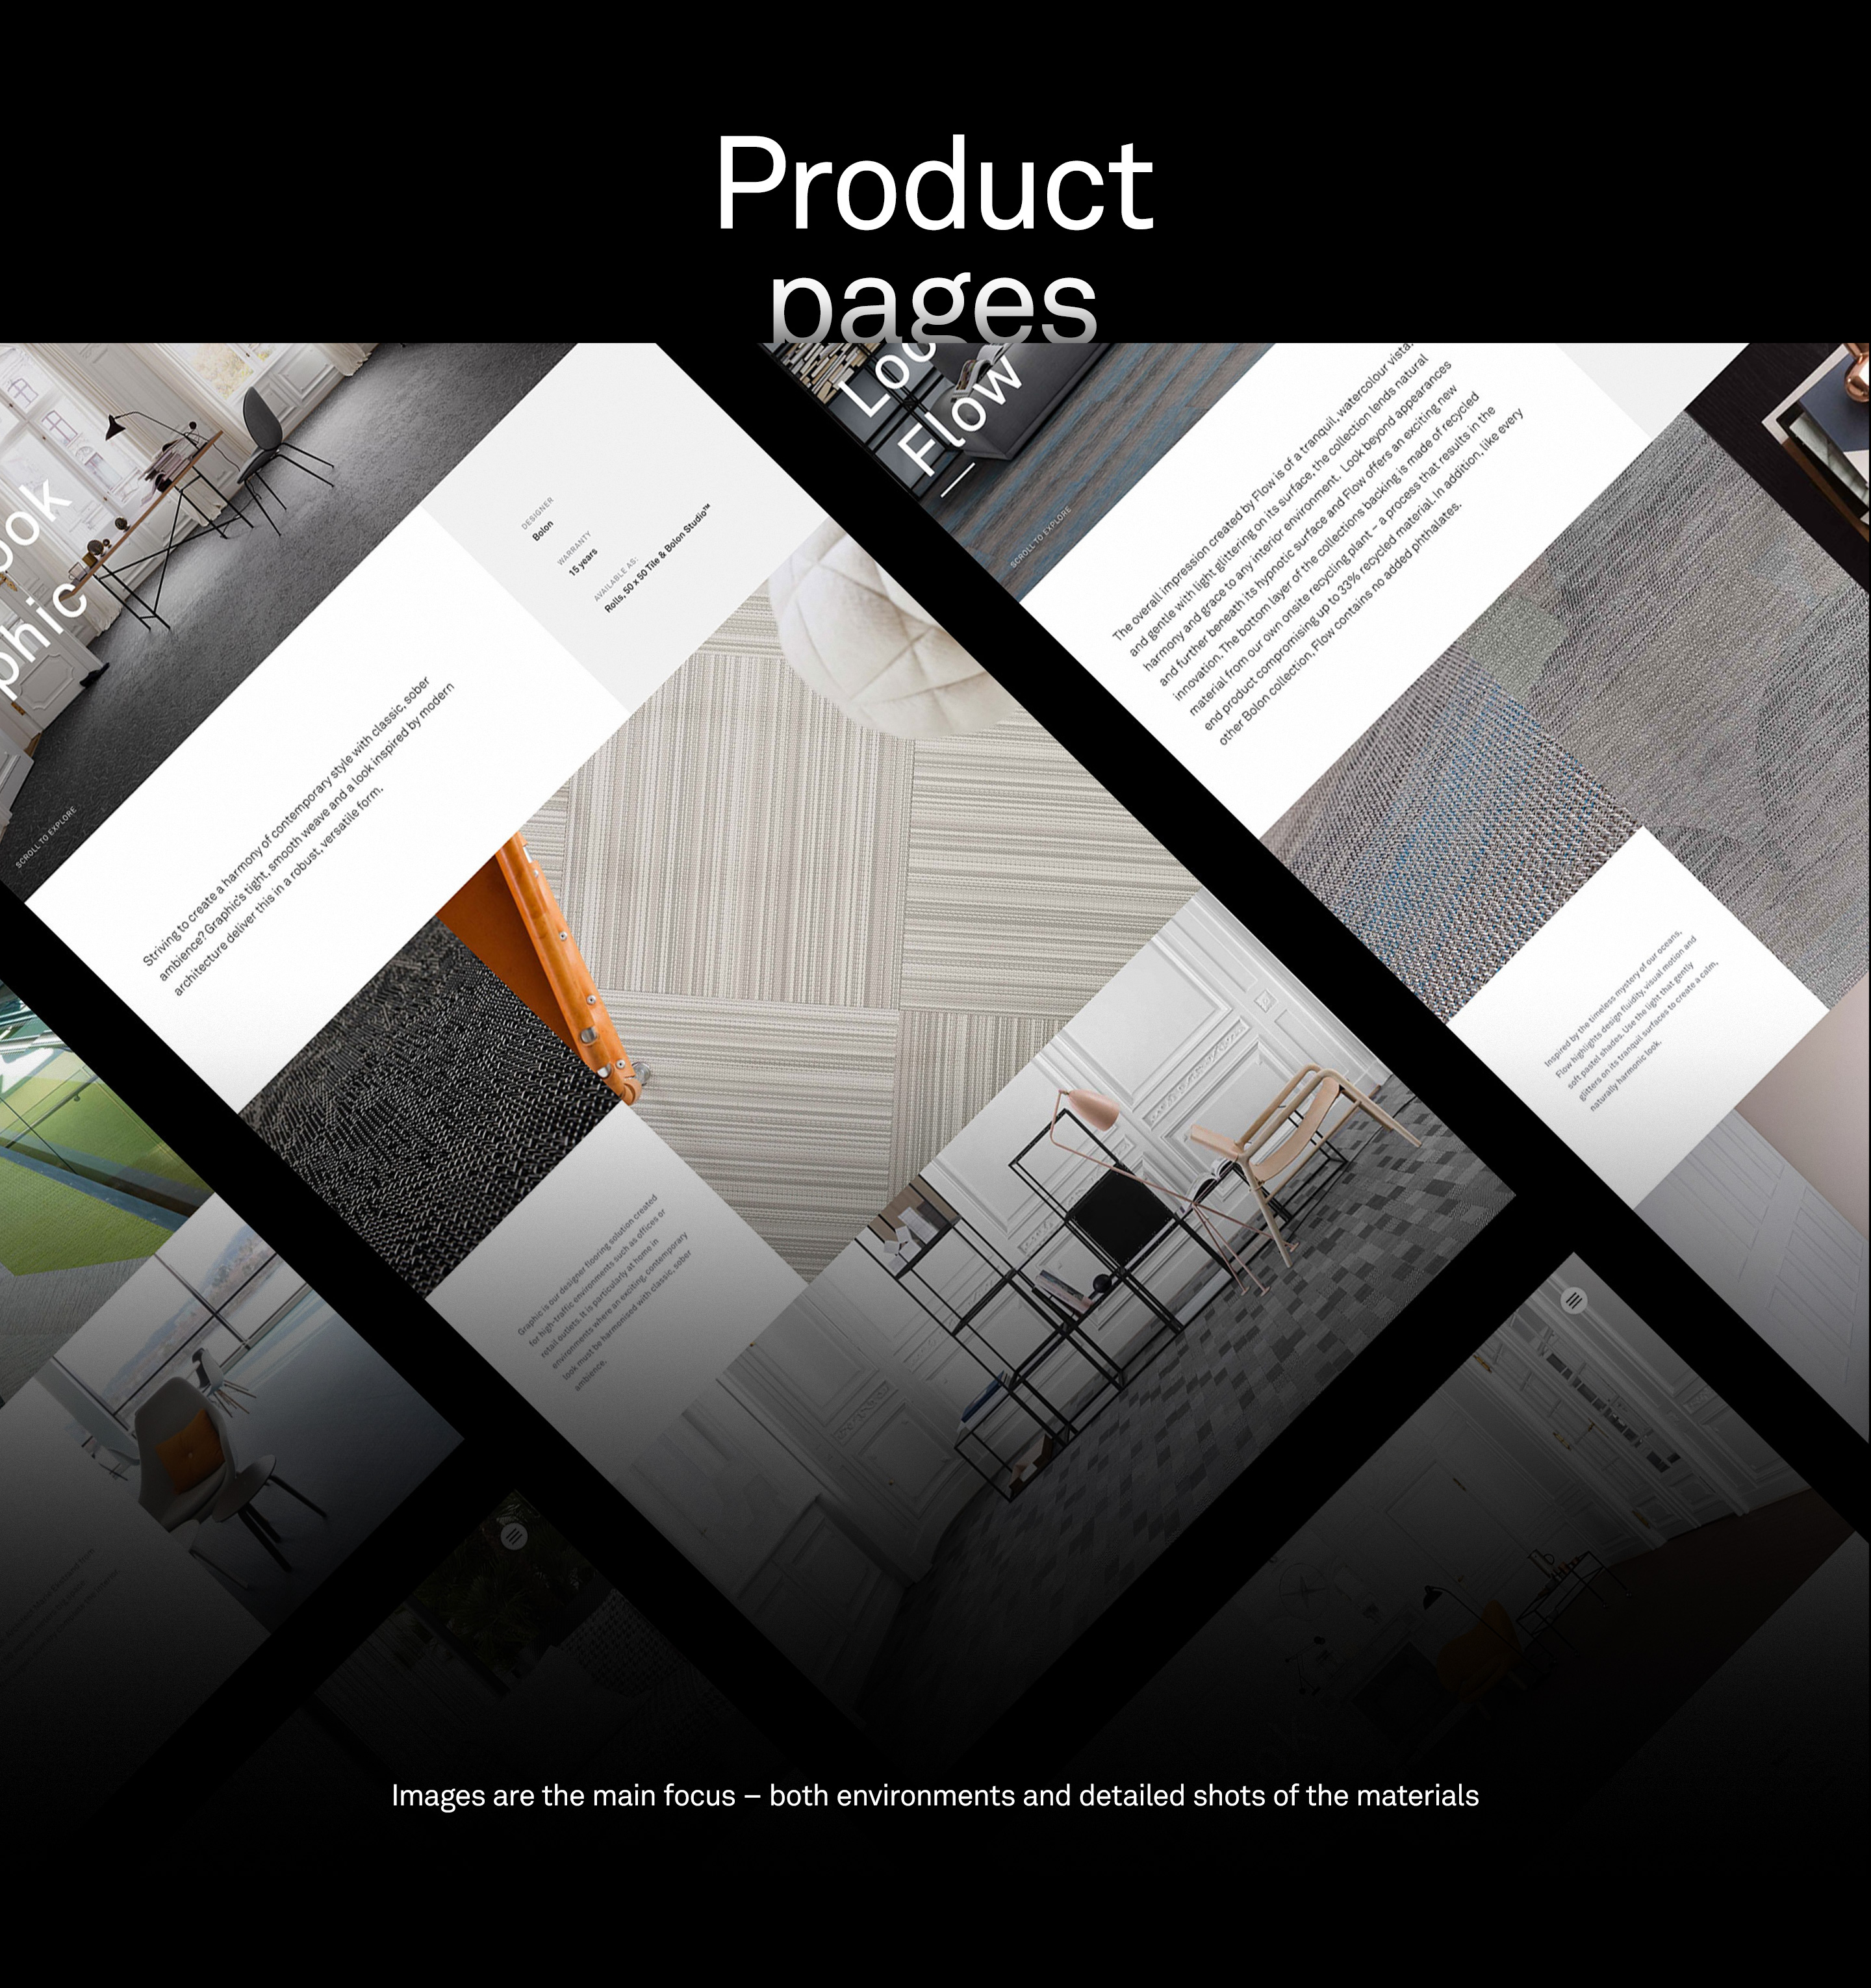 Product
pages
ook
phic
SCROLL TO EXPLORE
DESIGNER
Bolon
WARRANTY
15 years
AVAILABLE AS:
Rolls, 50 x 50 Tile & Bolon Studio™
Striving to create a harmony of contemporary style with classic, sober
ambience? Graphic's tight, smooth weave and a look inspired by modern
architecture deliver this in a robust, versatile form.
Graphic is our designer flooring solution created
for high-traffic environments such as offices or
retail outlets. It is particularly at home in
environments where an exciting, contemporary
look must be harmonised with classic, sober
ambience.
Loo
Flow
SCROLL TO EXPLORE
The overall impression created by Flow is of a tranquil, watercolour vista.
and gentle with light glittering on its surface, the collection lends natural
harmony and grace to any interior environment. Look beyond appearances
and further beneath its hypnotic surface and Flow offers an exciting new
innovation. The bottom layer of the collections backing is made of recycled
material from our own onsite recycling plant – a process that results in the
end product compromising up to 33% recycled material. In addition, like every
other Bolon collection, Flow contains no added phthalates.
Inspired by the timeless mystery of our oceans,
Flow highlights design fluidity, visual motion and
soft pastel shades. Use the light that gently
glitters on its tranquil surfaces to create a calm,
naturally harmonic look.
Images are the main focus – both environments and detailed shots of the materials